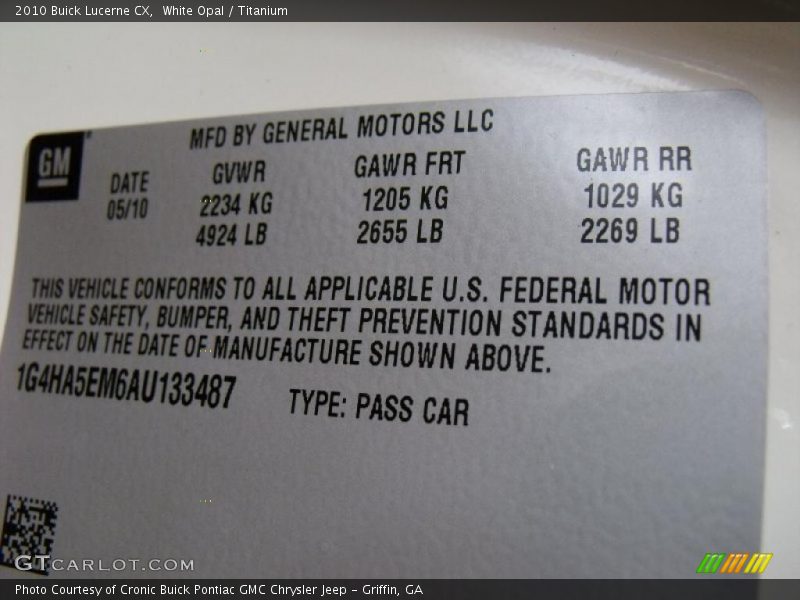 2010 Buick Lucerne CX, White Opal / Titanium
MFD BY GENERAL MOTORS LLC
GM
DATE GVWR GAWR FRT GAWR RR
05/10 2234 KG 1205 KG 1029 KG
4924 LB 2655 LB 2269 LB
THIS VEHICLE CONFORMS TO ALL APPLICABLE U.S. FEDERAL MOTOR
VEHICLE SAFETY, BUMPER, AND THEFT PREVENTION STANDARDS IN
EFFECT ON THE DATE OF MANUFACTURE SHOWN ABOVE.
1G4HA5EM6AU133487 TYPE: PASS CAR
GTCARLOT.COM
Photo Courtesy of Cronic Buick Pontiac GMC Chrysler Jeep - Griffin, GA